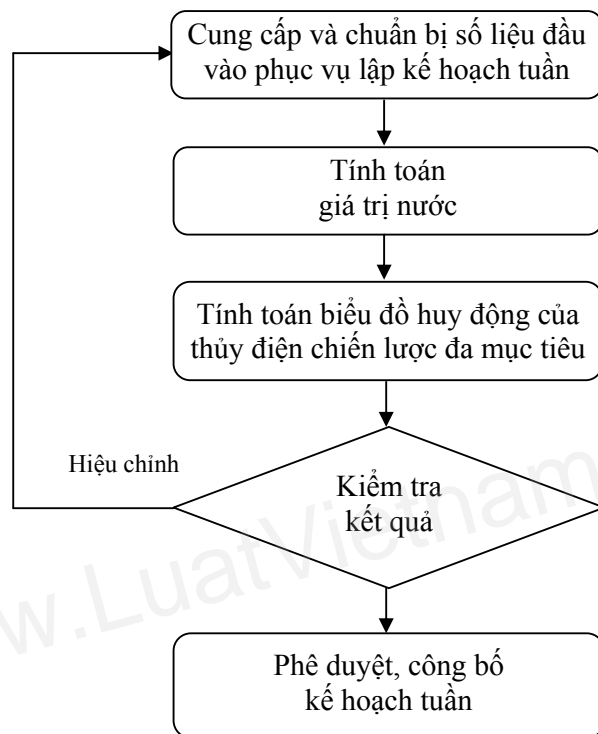 Cung cấp và chuẩn bị số liệu đầu
vào phục vụ lập kế hoạch tuần
Tính toán
giá trị nước
Tính toán biểu đồ huy động của
thủy điện chiến lược đa mục tiêu
Hiệu chỉnh
Kiểm tra
kết quả
Phê duyệt, công bố
kế hoạch tuần
w.LuatVietnam